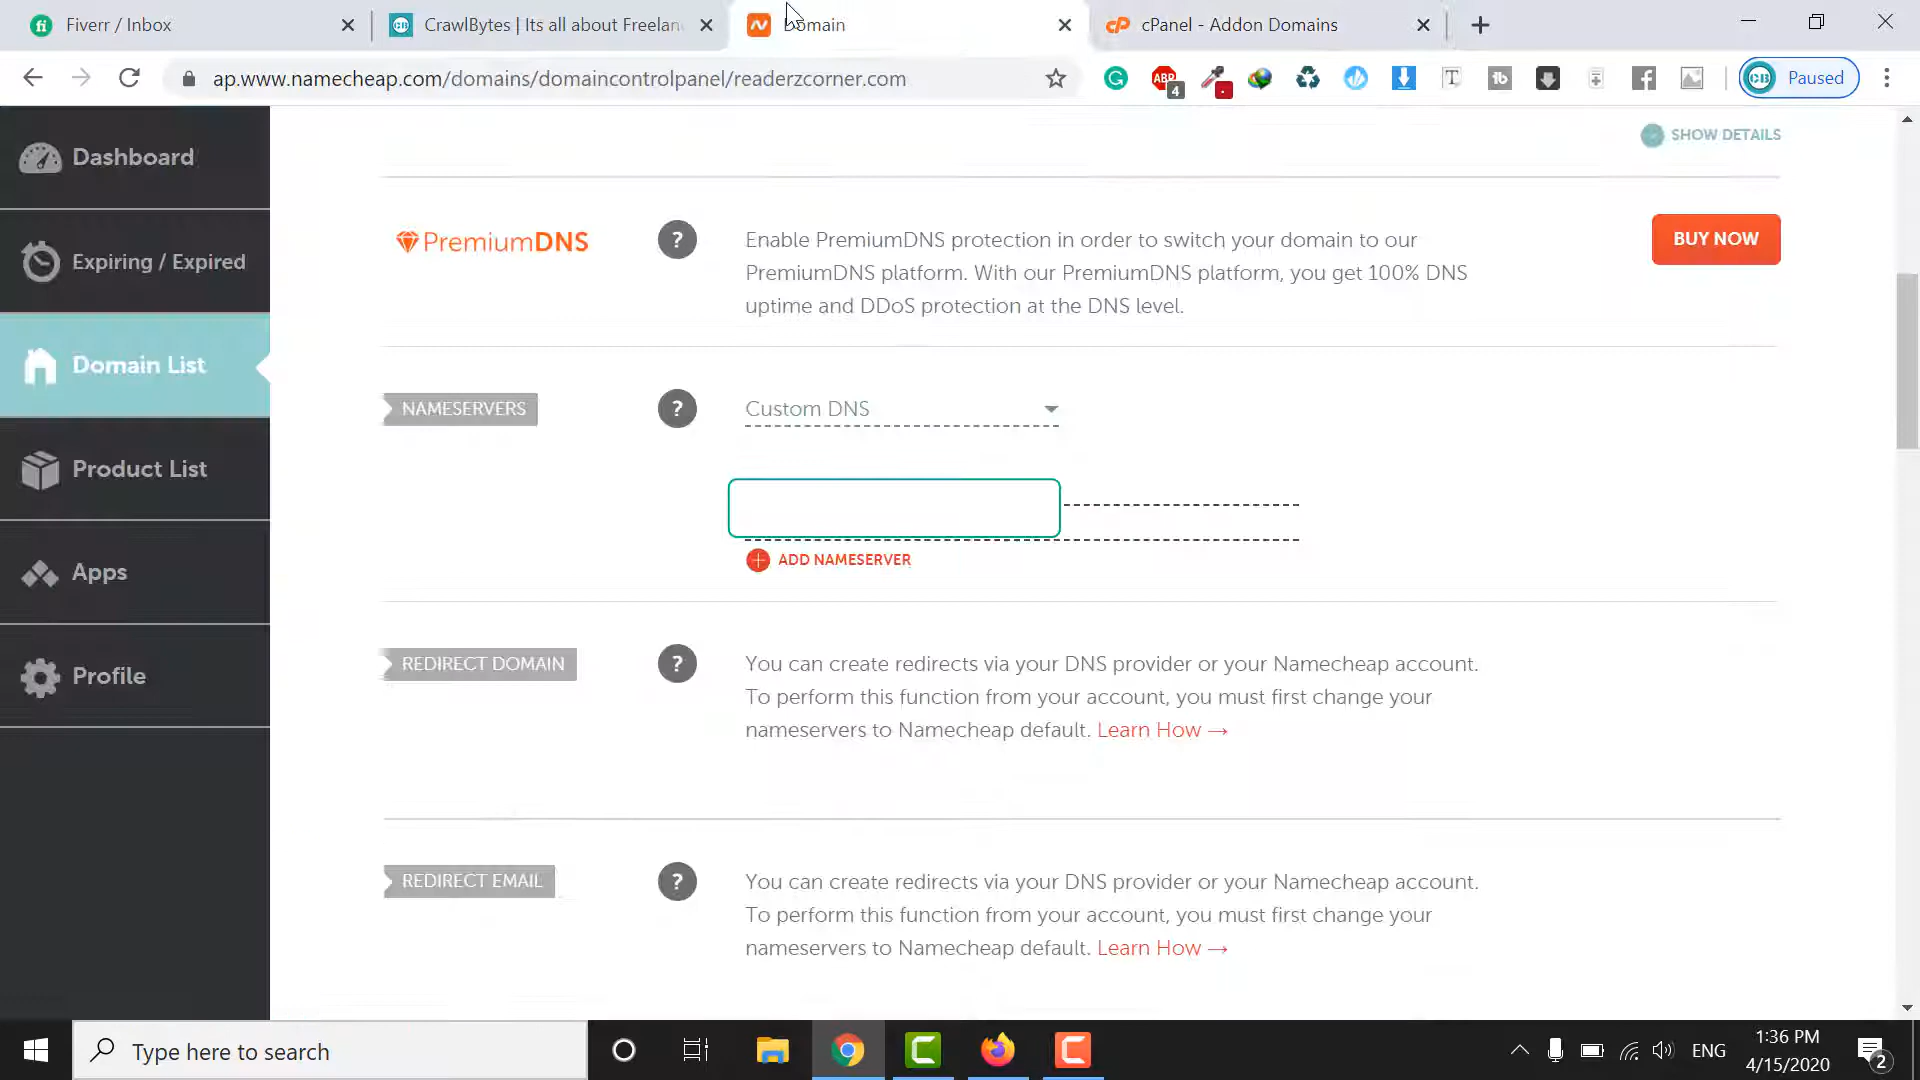 Fiverr / Inbox
CrawlBytes | Its all about Freelan
Domain
cPanel - Addon Domains
ap.www.namecheap.com/domains/domaincontrolpanel/readerzcorner.com
ABP
4
T
tb
CB
Paused
Dashboard
Expiring / Expired
Domain List
Product List
Apps
Profile
SHOW DETAILS
PremiumDNS
?
Enable PremiumDNS protection in order to switch your domain to our
PremiumDNS platform. With our PremiumDNS platform, you get 100% DNS
uptime and DDoS protection at the DNS level.
BUY NOW
NAMESERVERS
?
Custom DNS
ADD NAMESERVER
REDIRECT DOMAIN
?
You can create redirects via your DNS provider or your Namecheap account.
To perform this function from your account, you must first change your
nameservers to Namecheap default. Learn How →
REDIRECT EMAIL
?
You can create redirects via your DNS provider or your Namecheap account.
To perform this function from your account, you must first change your
nameservers to Namecheap default. Learn How →
Type here to search
ENG
1:36 PM
4/15/2020
2